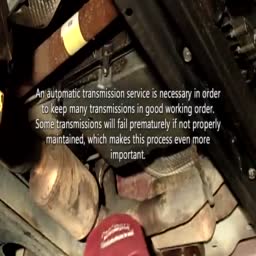 An automatic transmission service is necessary in order
to keep many transmissions in good working order.
Some transmissions will fail prematurely if not properly
maintained, which makes this process even more
important.